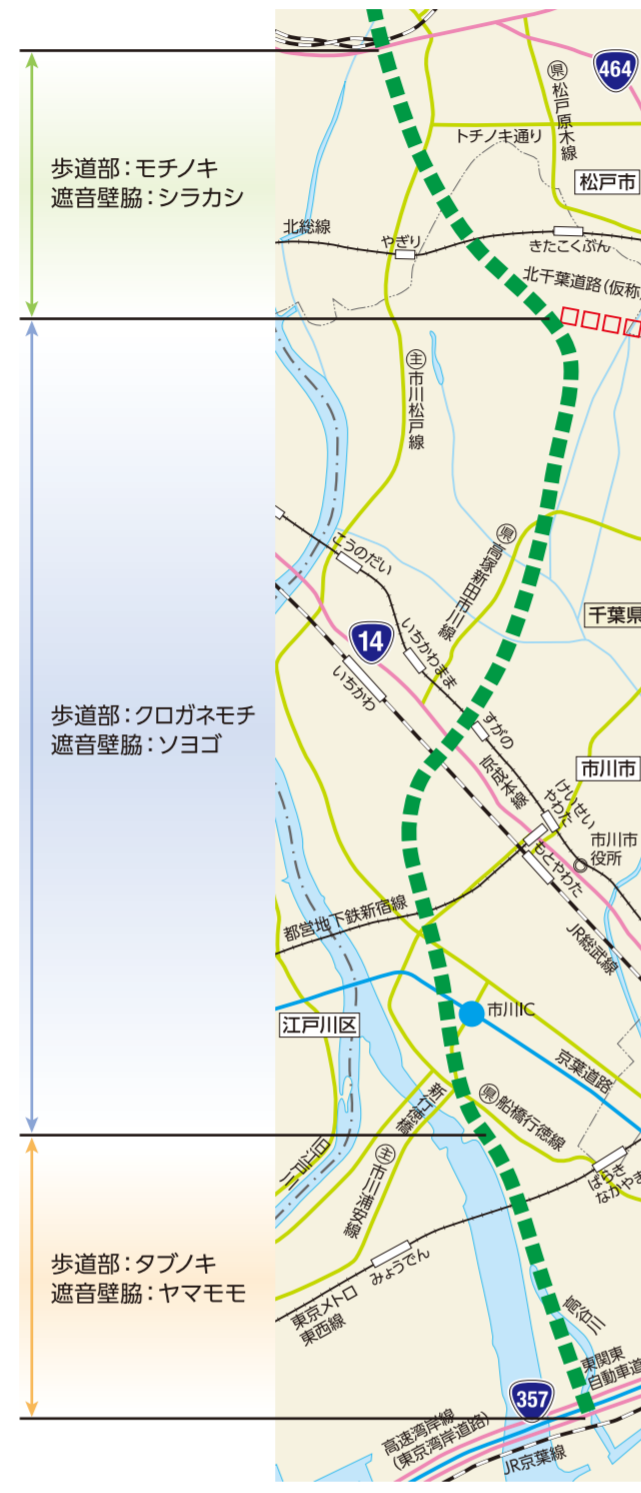 歩道部：モチノキ
遮音壁脇：シラカシ
歩道部：クロガネモチ
遮音壁脇：ソヨゴ
歩道部：タブノキ
遮音壁脇：ヤマモモ
464
㊩松戸原木線
トチノキ通り
松戸市
北総線
やぎり
きたこくぶん
北千葉道路（仮称
㊤市川松戸線
こうのだい
㊩高塚新田市川線
千葉県
14
いちかわまま
いちかわ
すがの
京成本線
市川市
けいせい
やわた
もとやわた
市川市
役所
都営地下鉄新宿線
JR総武線
市川IC
江戸川区
京葉道路
新行徳橋
県船橋行徳線
旧江戸川
主市川浦安線
ばらき
なかやま
みょうでん
東京メトロ
東西線
高谷川
東関東
自動車道
357
高速湾岸線
（東京湾岸道路）
JR京葉線